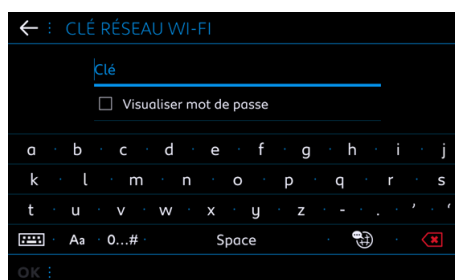 CLÉ RÉSEAU WI-FI
Clé
Visualiser mot de passe
a b c d e f g h i j
k l m n o p q r s
t u v w x y z - . ' ‘
Aa 0...# Space
OK